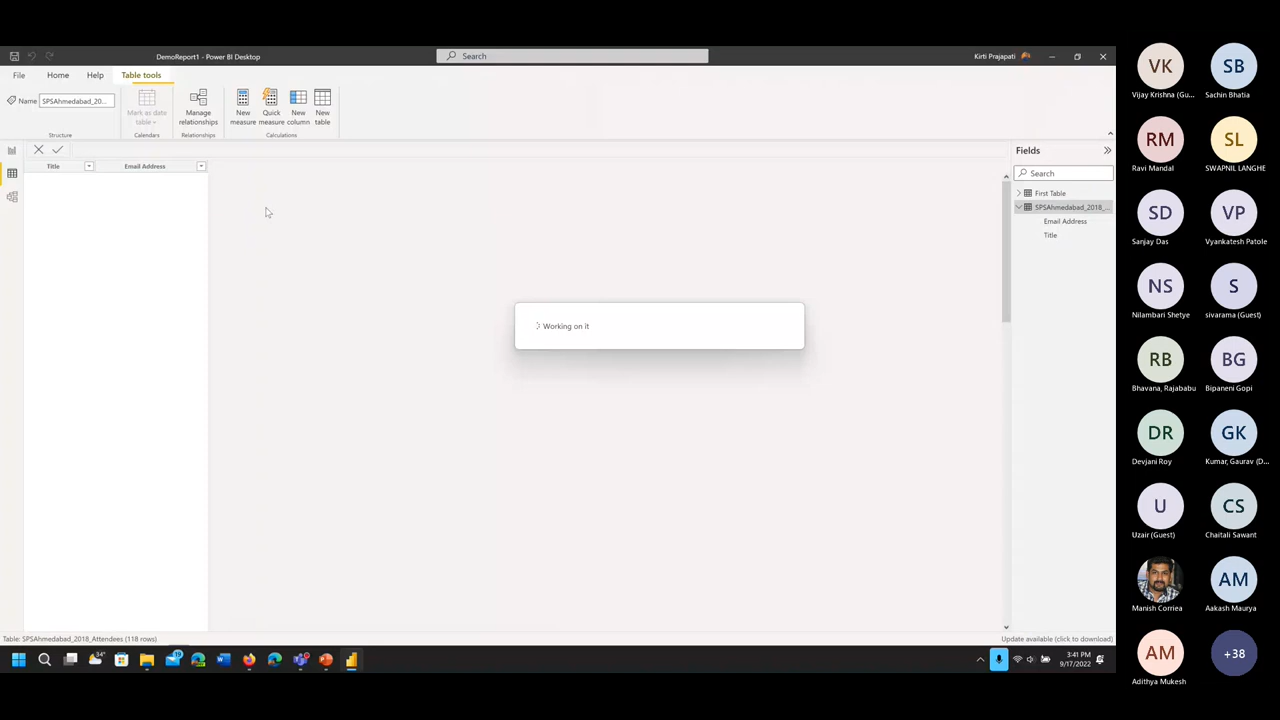 DemoReport1 - Power BI Desktop
Search
Kirti Prajapati
File
Home
Help
Table tools
Name
SPSAhmedabad_20...
Mark as date
table
Manage
relationships
New
measure
Quick
measure
New
column
New
table
Structure
Calendars
Relationships
Calculations
Title
Email Address
Fields
Search
First Table
SPSAhmedabad_2018_...
Email Address
Title
Working on it
Table: SPSAhmedabad_2018_Attendees (118 rows)
Update available (click to download)
34°
19
3:41 PM
9/17/2022
VK
Vijay Krishna (Gu...
SB
Sachin Bhatia
RM
Ravi Mandal
SL
SWAPNIL LANGHE
SD
Sanjay Das
VP
Vyankatesh Patole
NS
Nilambari Shetye
S
sivarama (Guest)
RB
Bhavana, Rajababu
BG
Bipaneni Gopi
DR
Devjani Roy
GK
Kumar, Gaurav (D...
U
Uzair (Guest)
CS
Chaitali Sawant
Manish Corriea
AM
Aakash Maurya
AM
Adithya Mukesh
+38